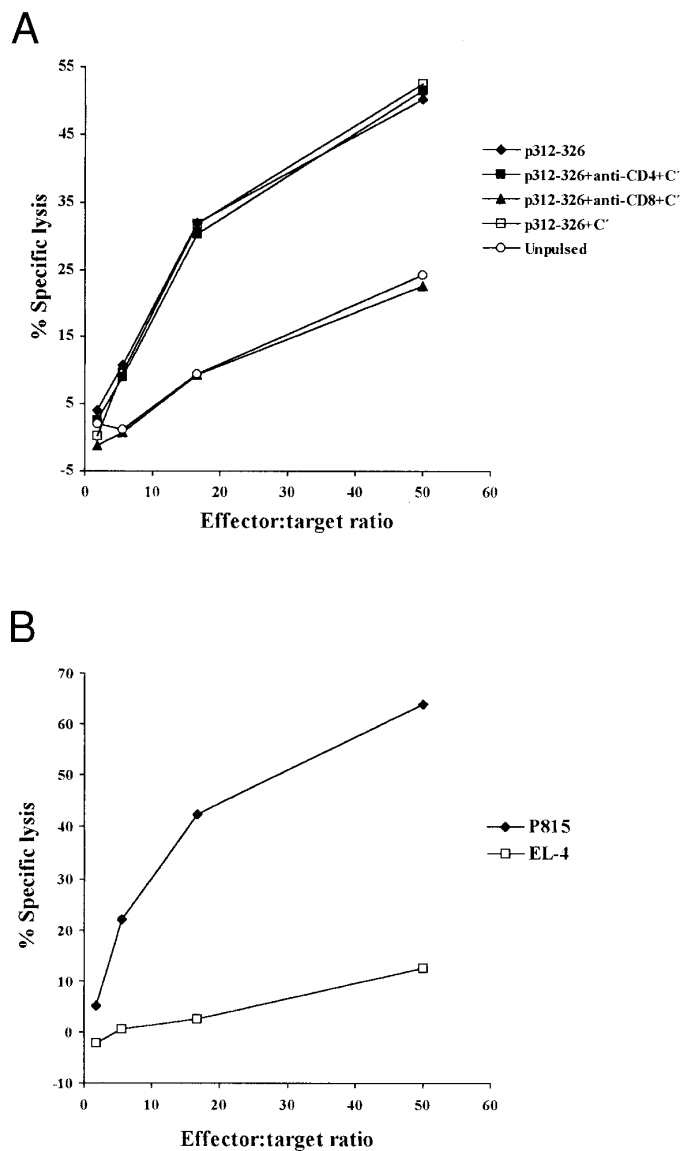 A
55
45
35
25
15
5
-5
% Specific lysis
0 10 20 30 40 50 60
Effector:target ratio
p312-326
p312-326+anti-CD4+C´
p312-326+anti-CD8+C´
p312-326+C´
Unpulsed
B
70
60
50
40
30
20
10
0
-10
% Specific lysis
0 10 20 30 40 50 60
Effector:target ratio
P815
EL-4